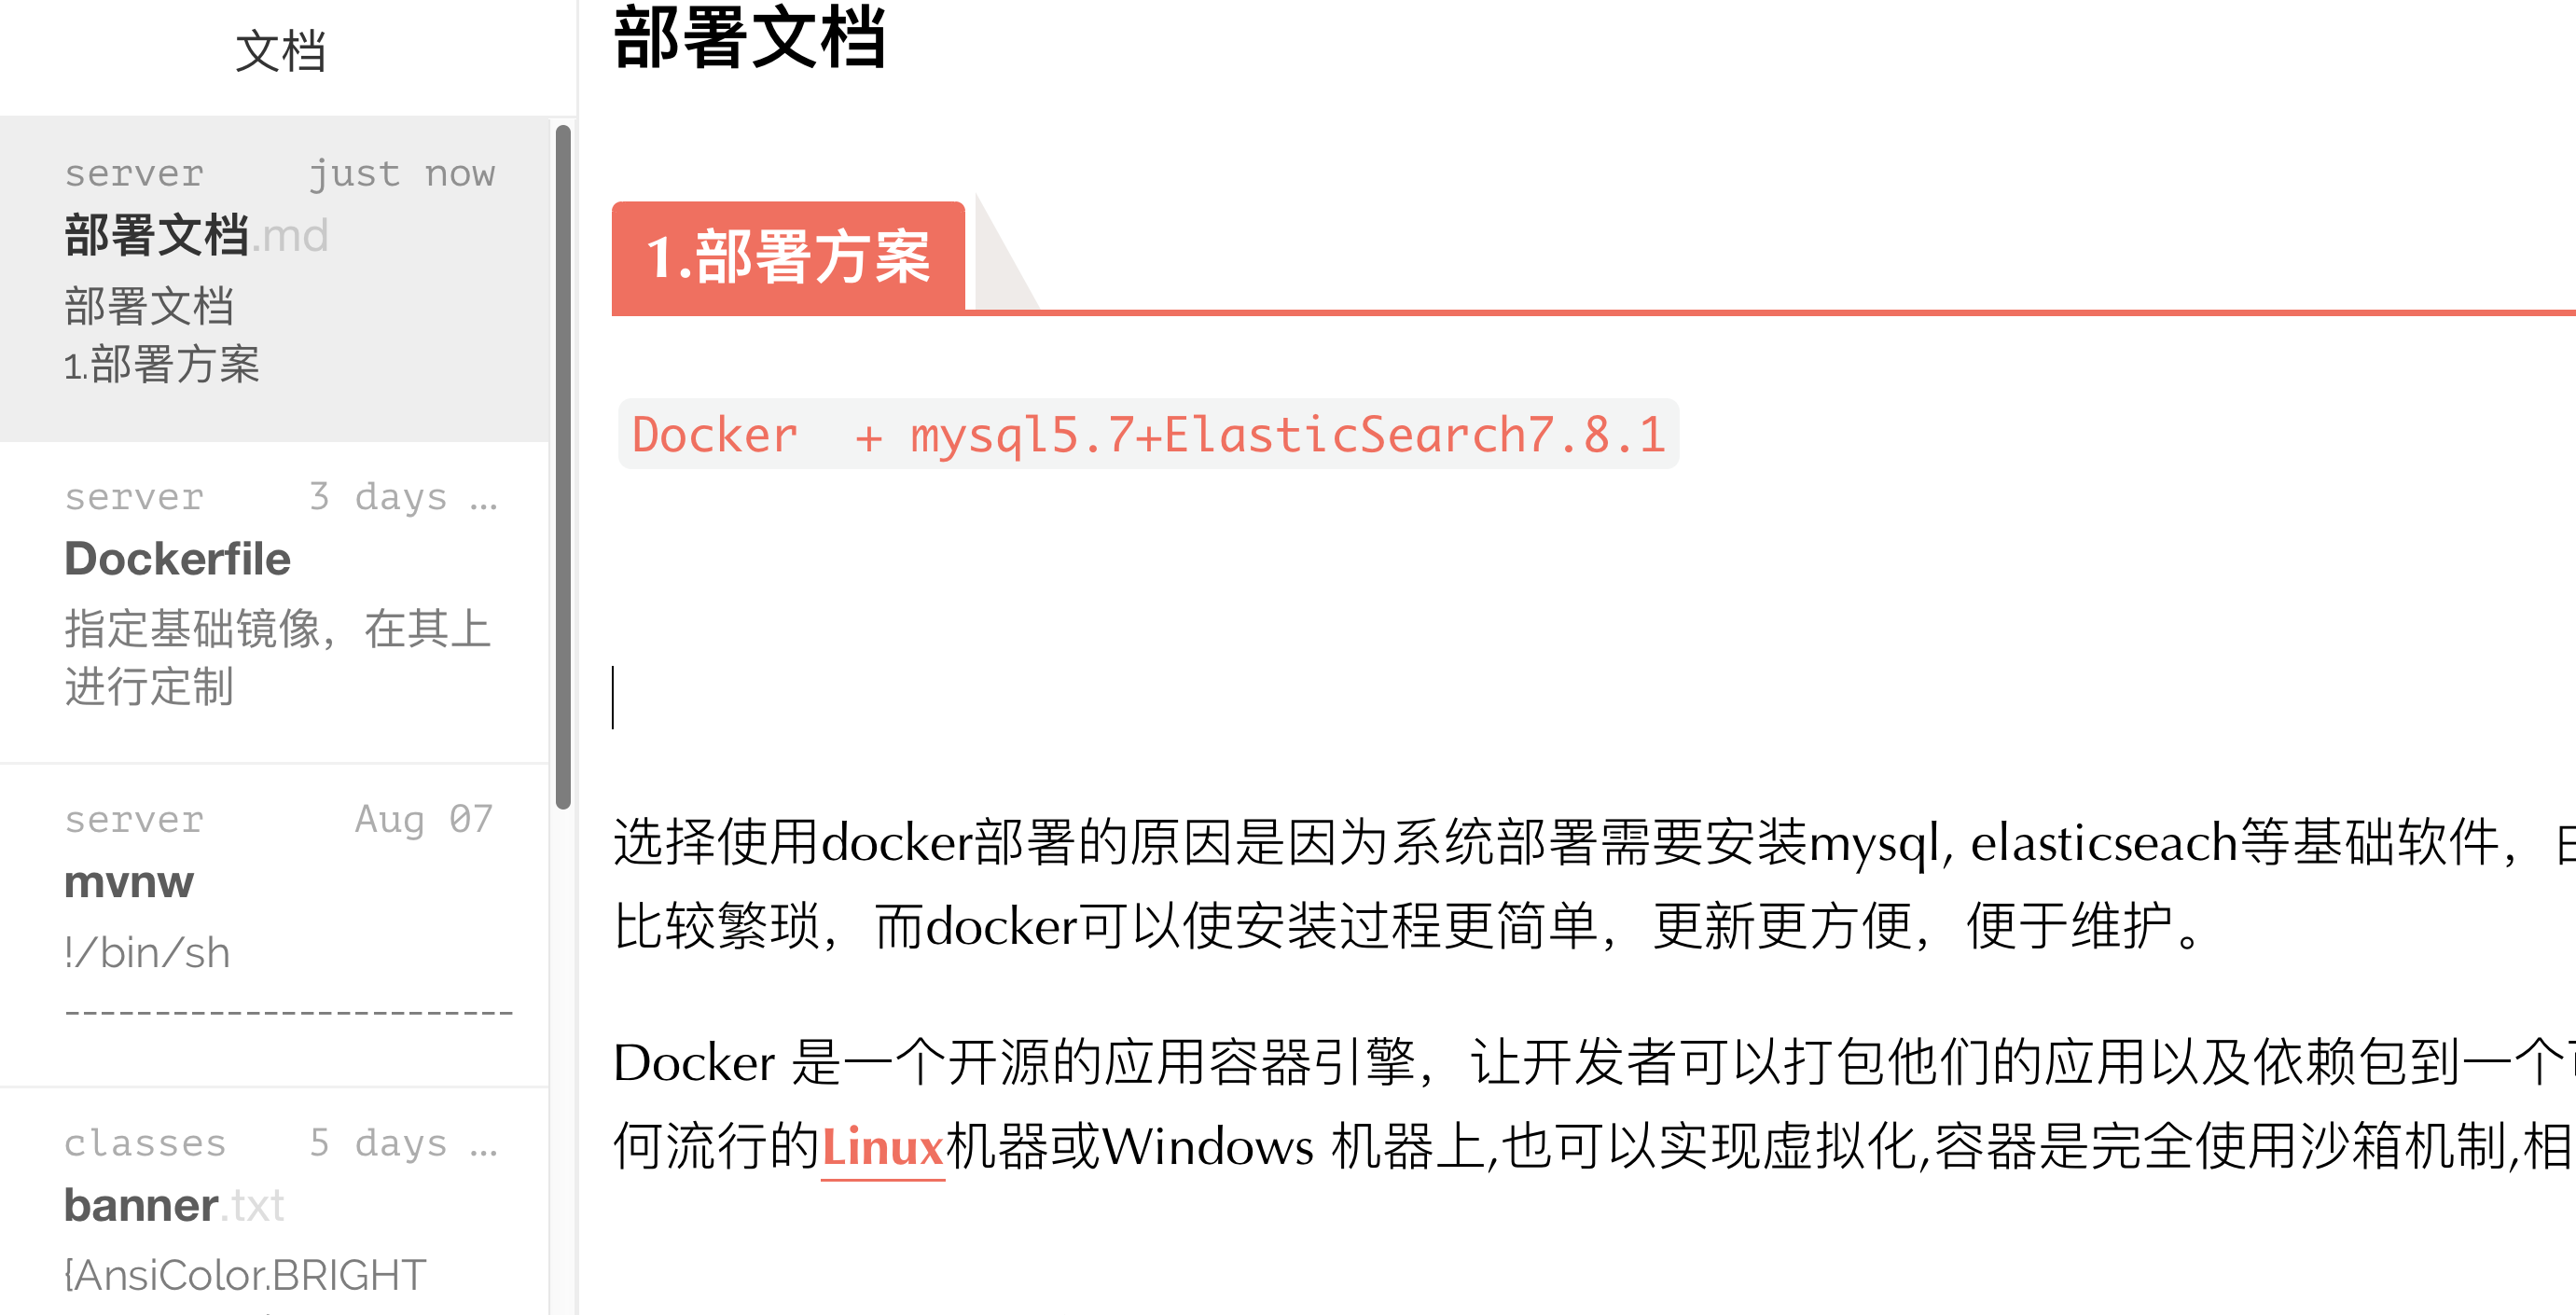 文档
server just now
部署文档.md
部署文档
1.部署方案
server 3 days ...
Dockerfile
指定基础镜像，在其上
进行定制
server Aug 07
mvnw
!/bin/sh
-------------------------
classes 5 days ...
banner.txt
{AnsiColor.BRIGHT
部署文档
1.部署方案
Docker  + mysql5.7+ElasticSearch7.8.1
选择使用docker部署的原因是因为系统部署需要安装mysql, elasticseach等基础软件，
比较繁琐，而docker可以使安装过程更简单，更新更方便，便于维护。
Docker 是一个开源的应用容器引擎，让开发者可以打包他们的应用以及依赖包到一个
何流行的Linux机器或Windows 机器上,也可以实现虚拟化,容器是完全使用沙箱机制,相